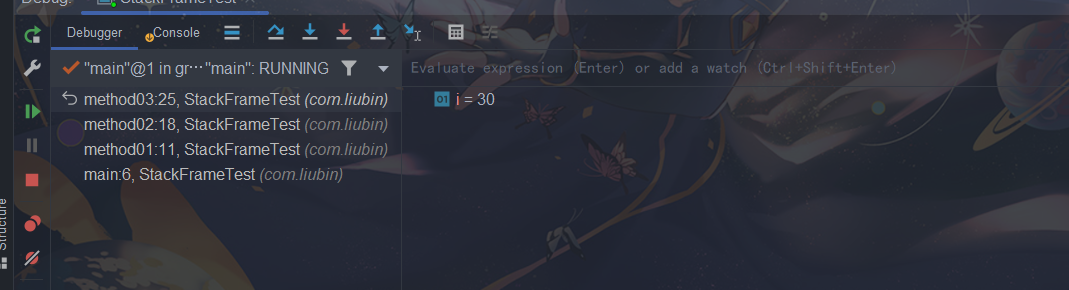 Debug: StackFrameTest ×
Debugger Console
"main"@1 in gr··· "main": RUNNING
Evaluate expression (Enter) or add a watch (Ctrl+Shift+Enter)
method03:25, StackFrameTest (com.liubin)
01 i = 30
method02:18, StackFrameTest (com.liubin)
method01:11, StackFrameTest (com.liubin)
main:6, StackFrameTest (com.liubin)
Structure